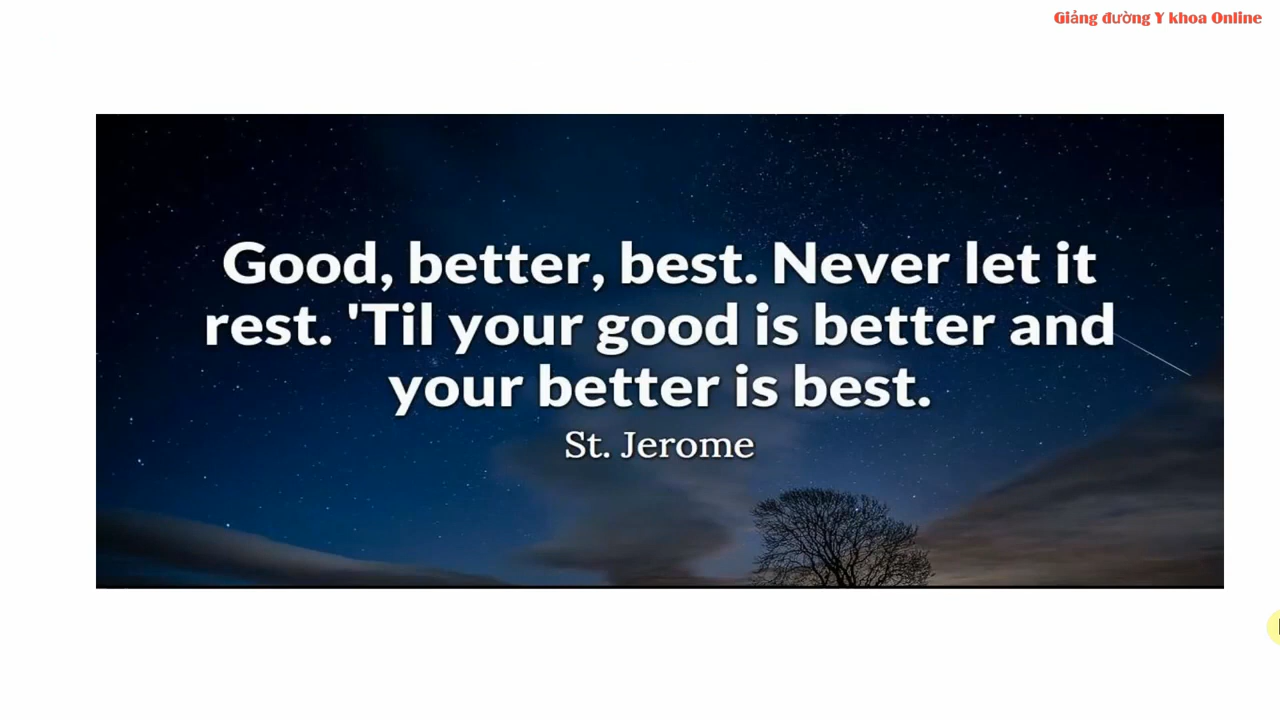 Giảng đường Y khoa Online
Good, better, best. Never let it
rest. 'Til your good is better and
your better is best.
St. Jerome